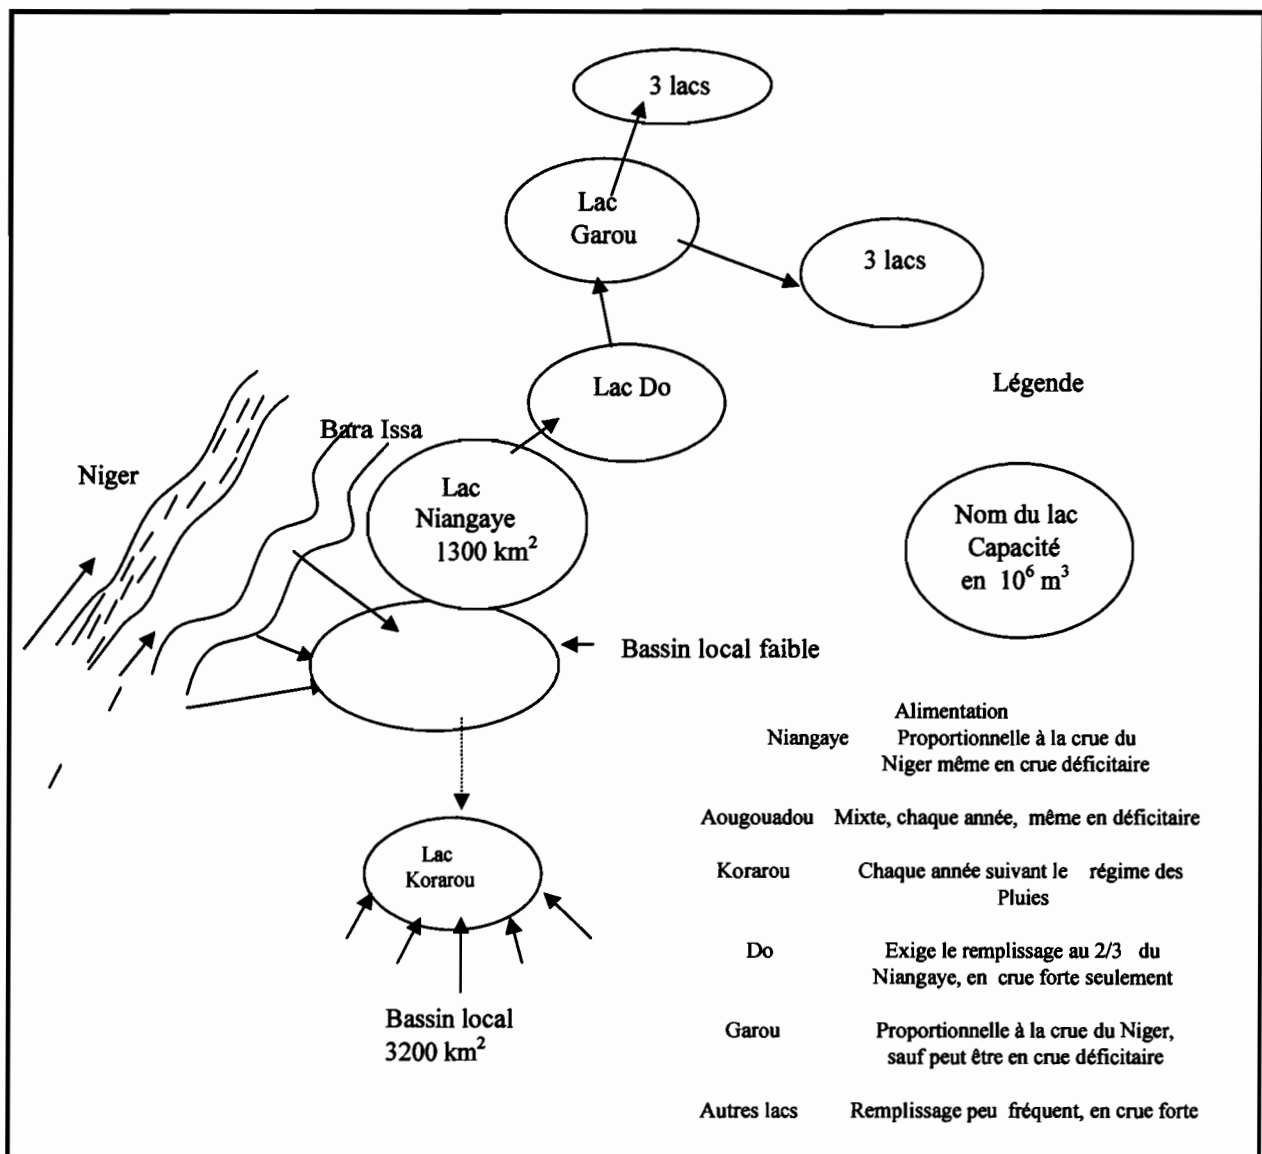 3 lacs
Lac
Garou
3 lacs
Lac Do
Légende
Bara Issa
Niger
Lac
Niangaye
1300 km²
Nom du lac
Capacité
en 10⁶ m³
Bassin local faible
Alimentation
Niangaye Proportionnelle à la crue du
Niger même en crue déficitaire
Aougouadou Mixte, chaque année, même en déficitaire
Lac
Korarou
Korarou Chaque année suivant le régime des
Pluies
Do Exige le remplissage au 2/3 du
Niangaye, en crue forte seulement
Bassin local
3200 km²
Garou Proportionnelle à la crue du Niger,
sauf peut être en crue déficitaire
Autres lacs Remplissage peu fréquent, en crue forte